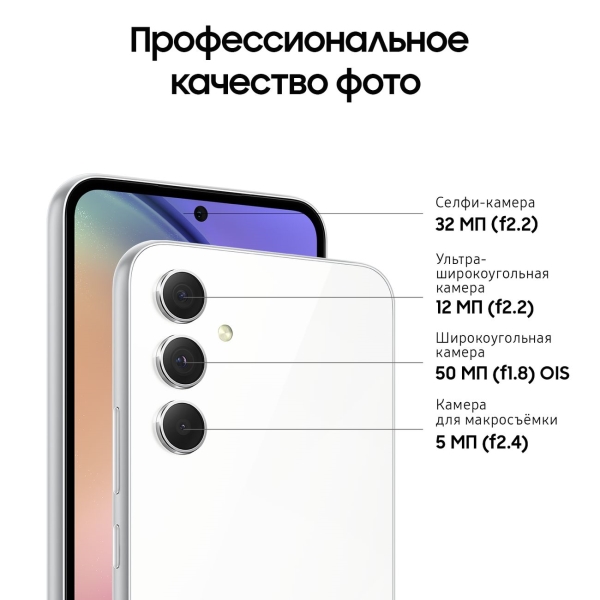 Профессиональное
качество фото
Селфи-камера
32 МП (f2.2)
Ультра-
широкоугольная
камера
12 МП (f2.2)
Широкоугольная
камера
50 МП (f1.8) OIS
Камера
для макросъёмки
5 МП (f2.4)